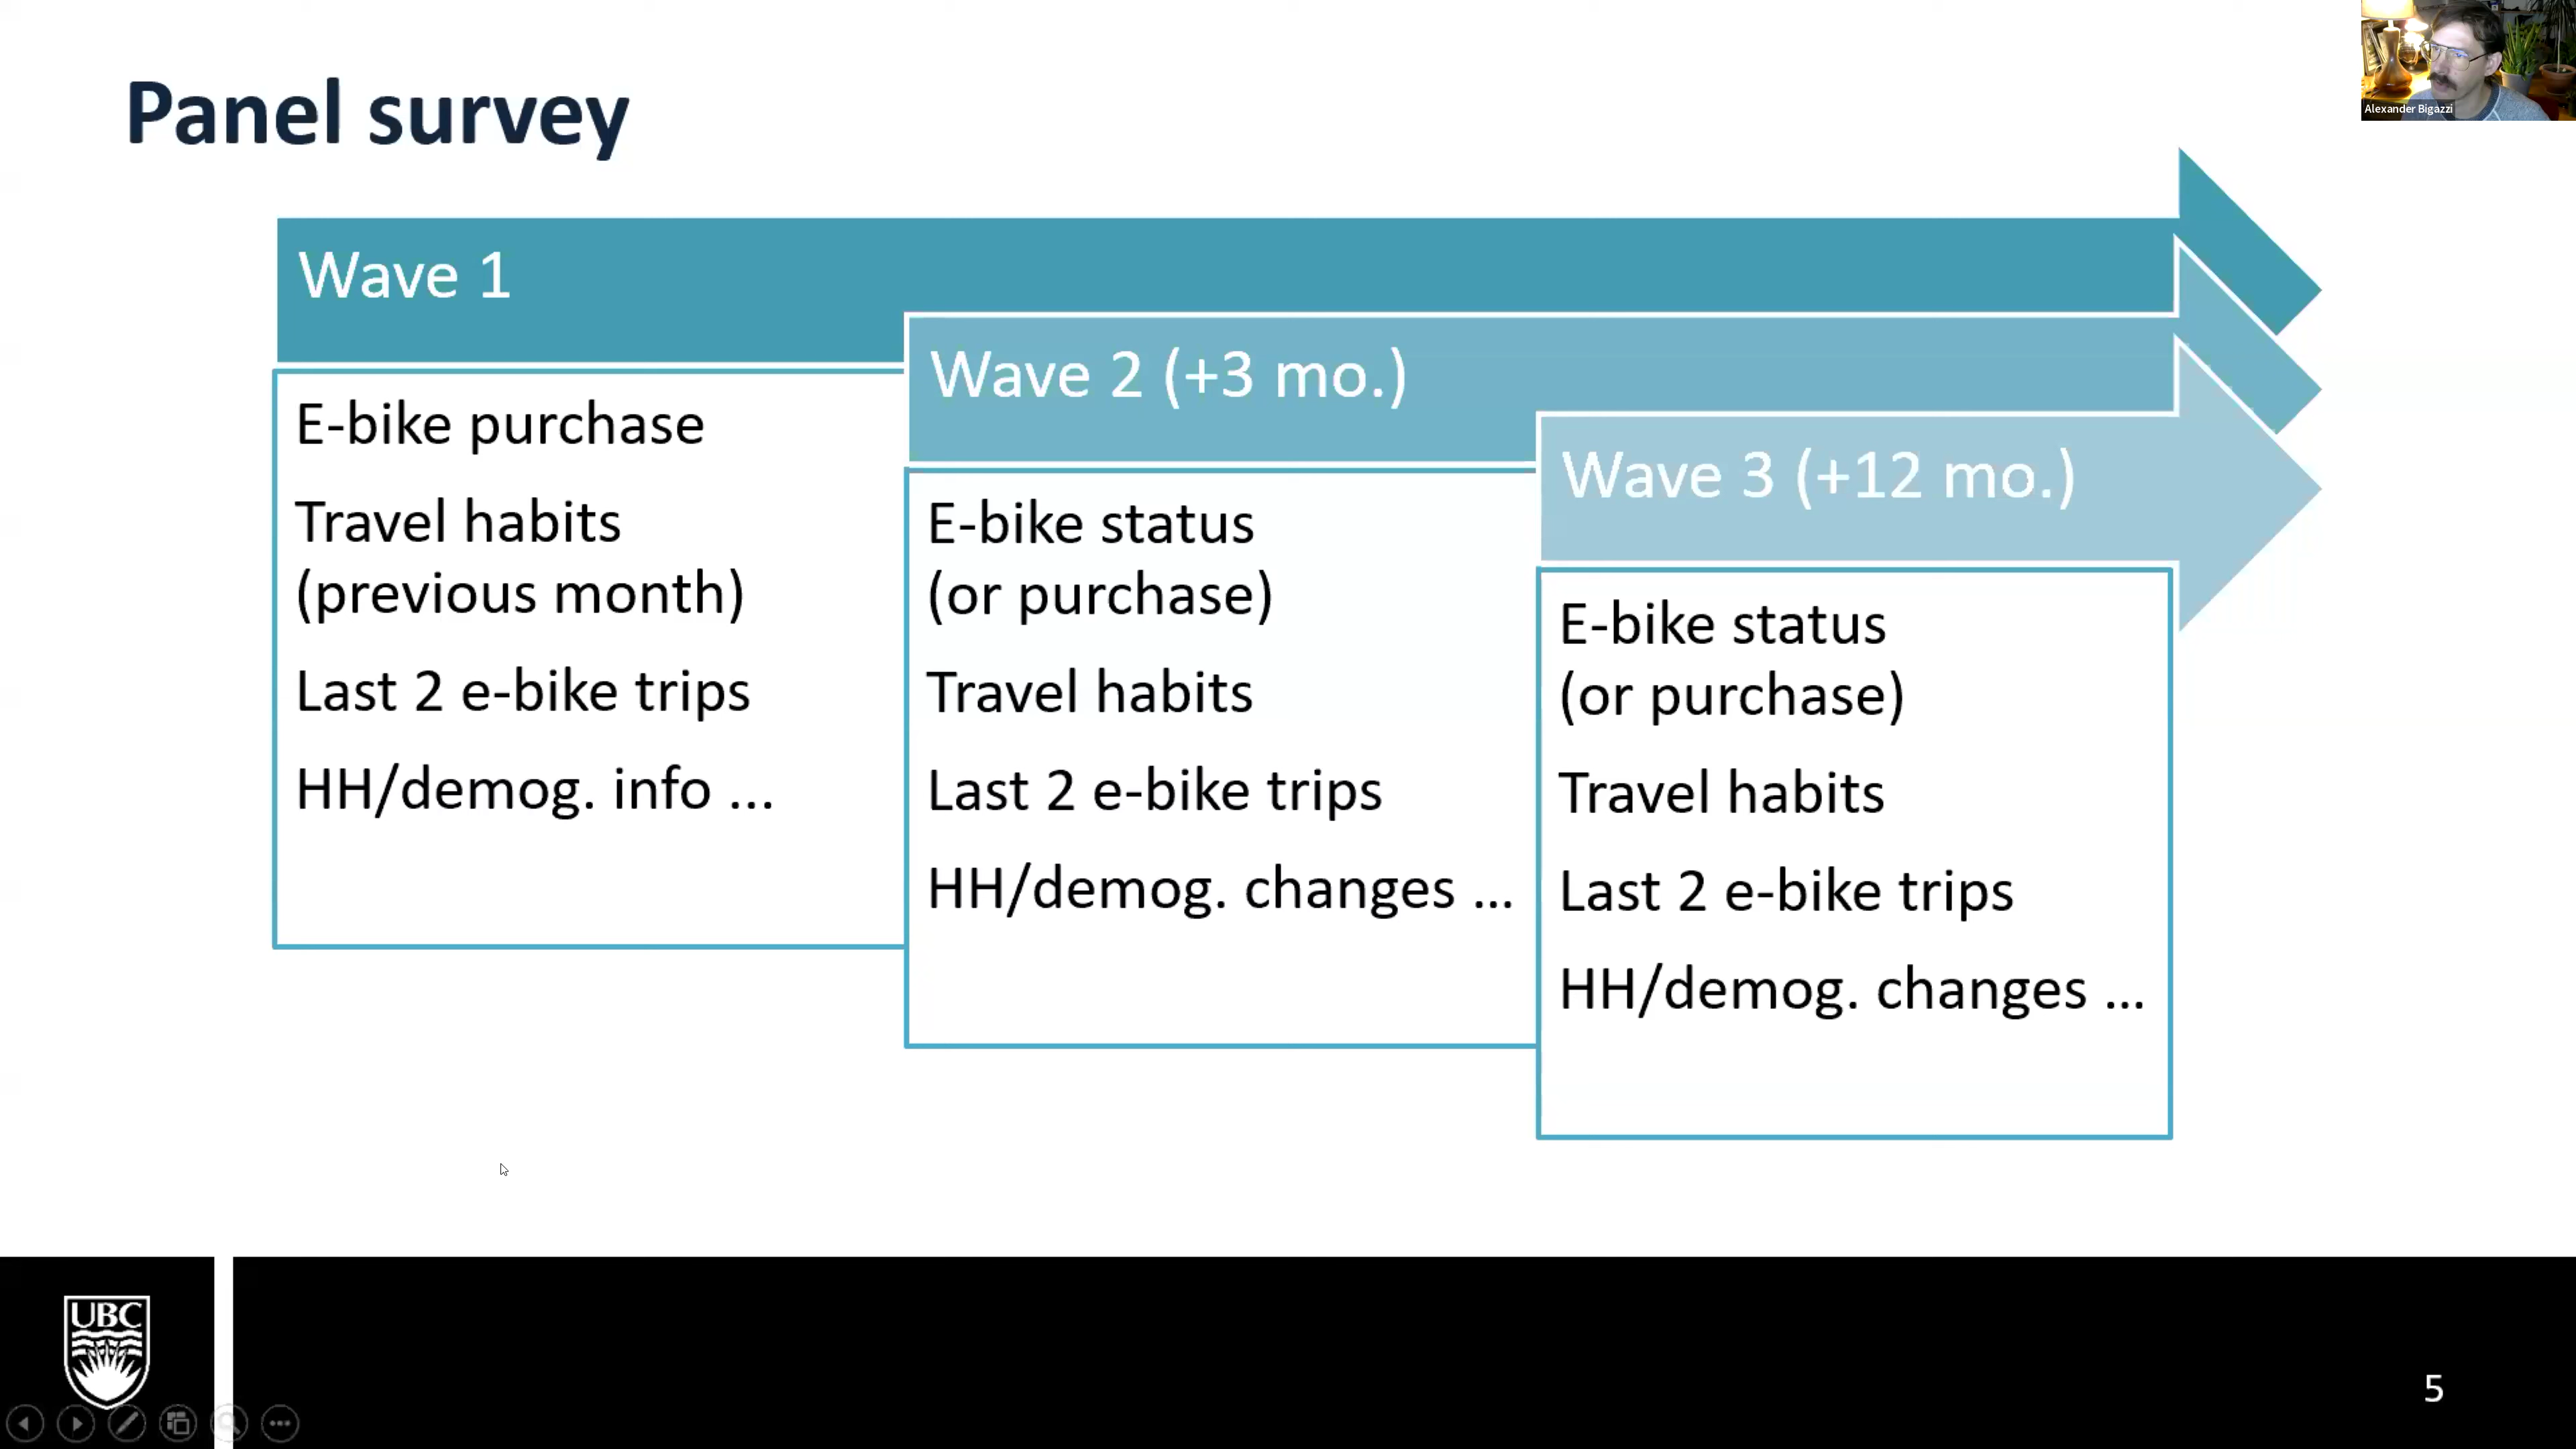 Panel survey
Alexander Bigazzi
Wave 1
E-bike purchase
Travel habits
(previous month)
Last 2 e-bike trips
HH/demog. info ...
Wave 2 (+3 mo.)
E-bike status
(or purchase)
Travel habits
Last 2 e-bike trips
HH/demog. changes ...
Wave 3 (+12 mo.)
E-bike status
(or purchase)
Travel habits
Last 2 e-bike trips
HH/demog. changes ...
UBC
5